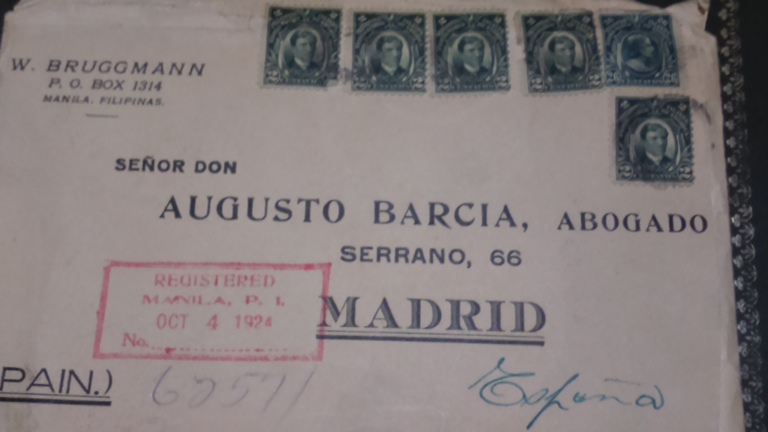 W. BRUGGMANN
P. O. BOX 1314
MANILA, FILIPINAS.
SEÑOR DON
AUGUSTO BARCIA, ABOGADO
SERRANO, 66
MADRID
REGISTERED
MANILA, P. I.
OCT 4 1924
No.
PAIN.)
62571
España